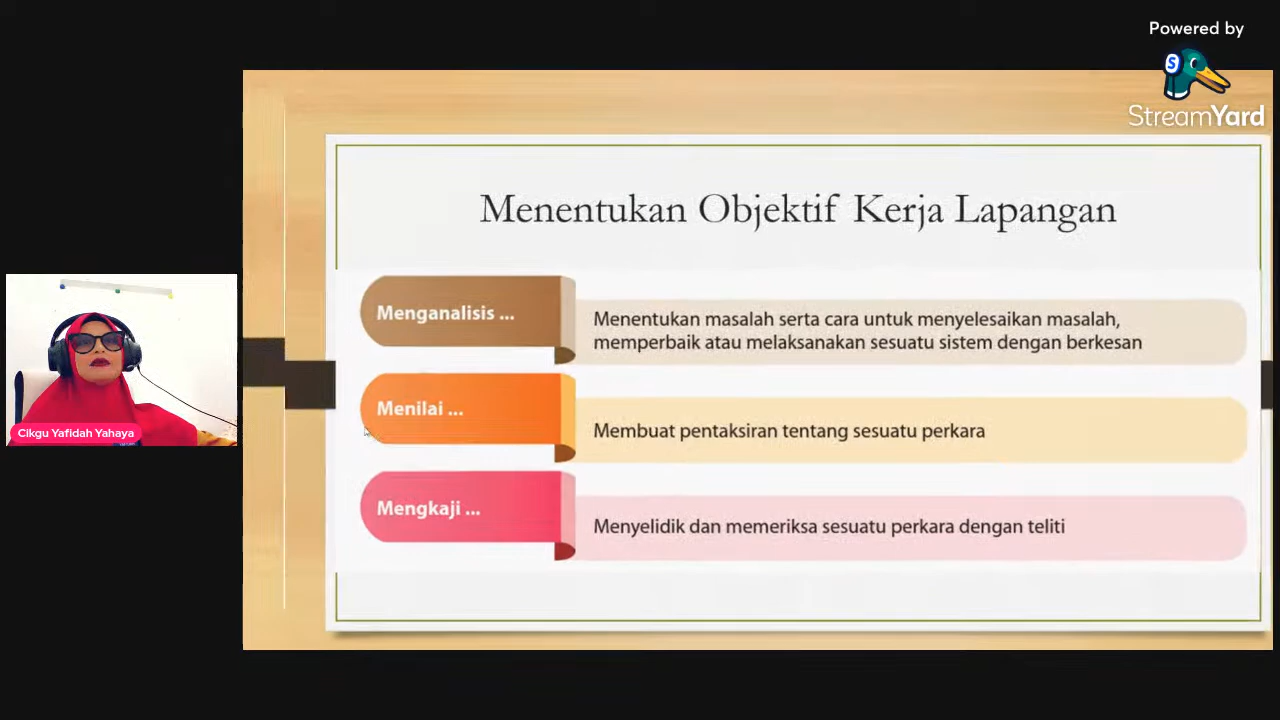 Powered by
StreamYard
Menentukan Objektif Kerja Lapangan
Menganalisis ...
Menentukan masalah serta cara untuk menyelesaikan masalah,
memperbaik atau melaksanakan sesuatu sistem dengan berkesan
Menilai ...
Membuat pentaksiran tentang sesuatu perkara
Mengkaji ...
Menyelidik dan memeriksa sesuatu perkara dengan teliti
Cikgu Yafidah Yahaya